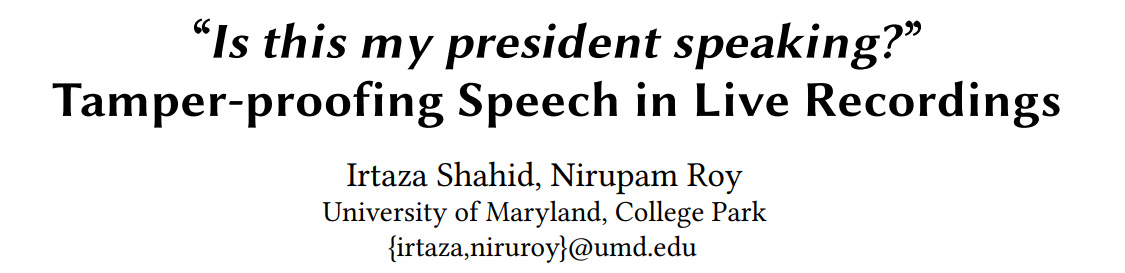 “Is this my president speaking?”
Tamper-proofing Speech in Live Recordings
Irtaza Shahid, Nirupam Roy
University of Maryland, College Park
{irtaza,niruroy}@umd.edu